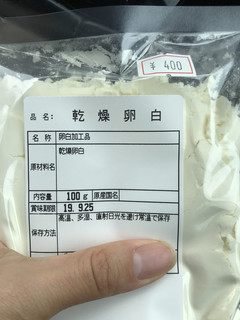 ¥ 400
品名: 乾燥卵白
名称 卵白加工品
原材料名 乾燥卵白
内容量 100g 原産国名
賞味期限 19. 9.25
保存方法 高温、多湿、直射日光を避け常温で保存